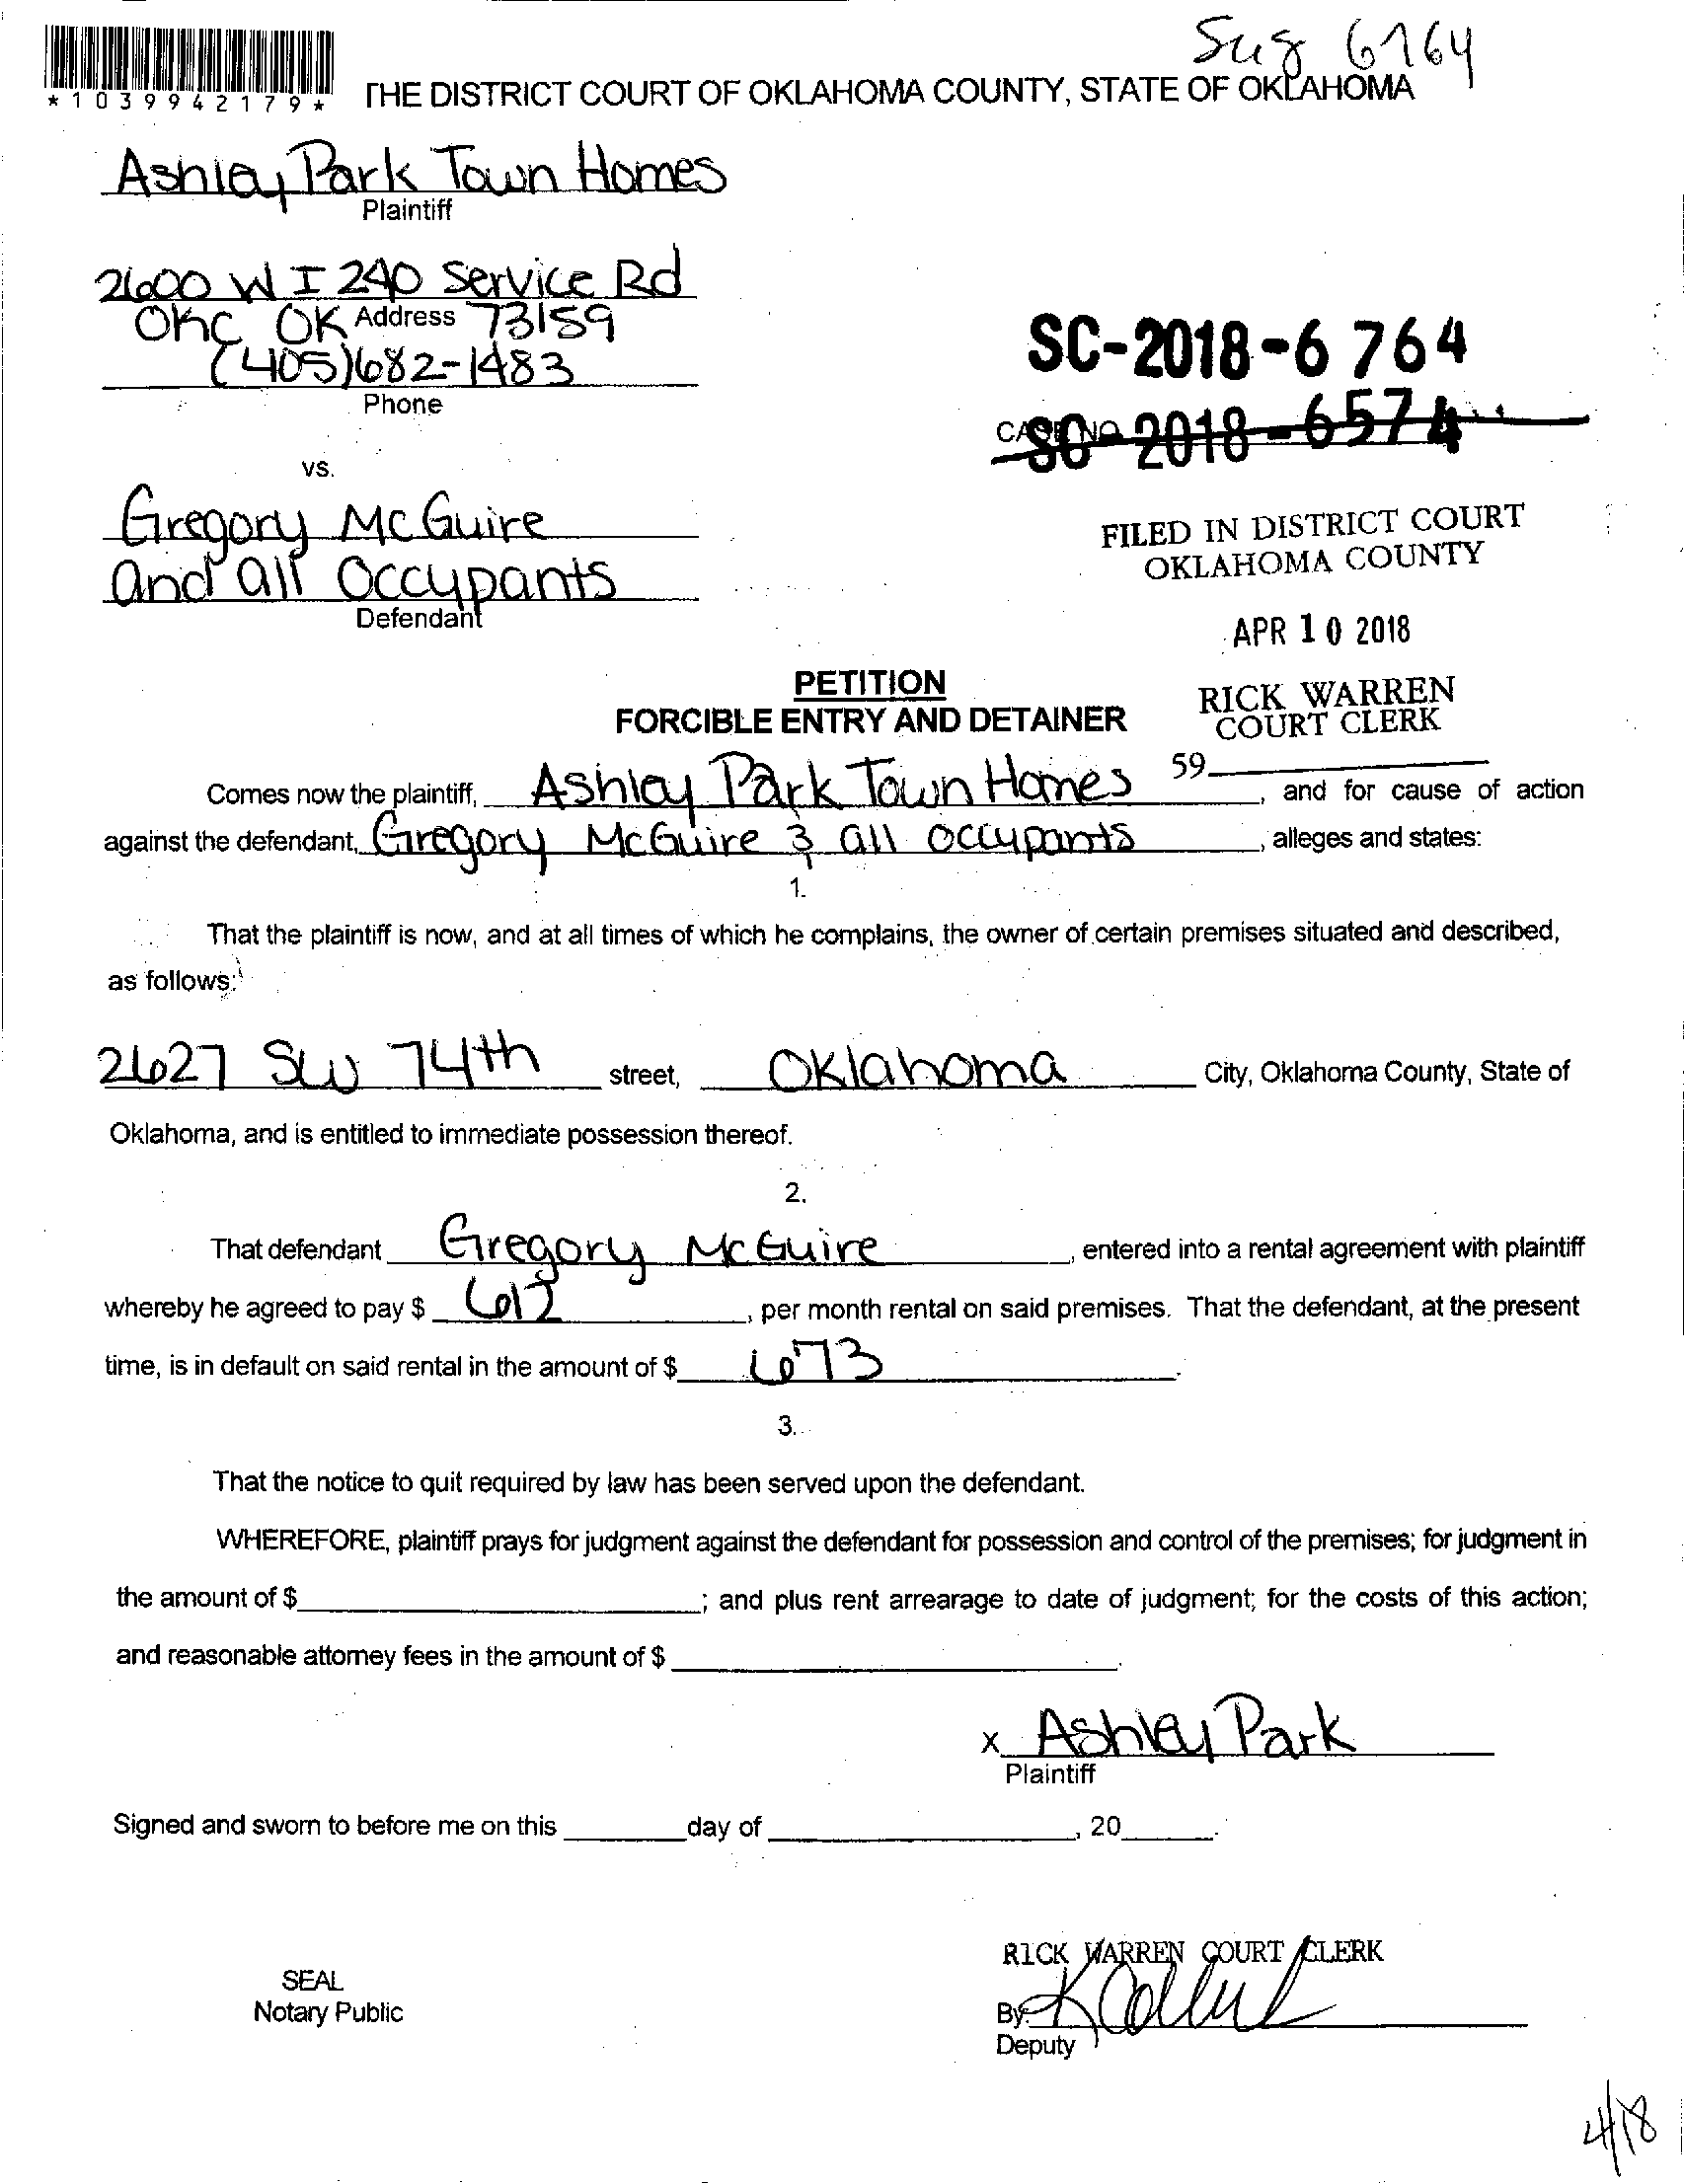 6764
*1039942179*
THE DISTRICT COURT OF OKLAHOMA COUNTY, STATE OF OKLAHOMA
Ashley Park Town Homes
Plaintiff
2600 W I 240 Service Rd
OKC OK Address 73159
(405)682-1483
Phone
SC-2018-6764
CASE NO.
SC-2018-6574
vs.
Gregory McGuire
and all Occupants
Defendant
FILED IN DISTRICT COURT
OKLAHOMA COUNTY
APR 10 2018
RICK WARREN
COURT CLERK
59
PETITION
FORCIBLE ENTRY AND DETAINER
Comes now the plaintiff, Ashley Park Town Homes, and for cause of action
against the defendant, Gregory McGuire & all occupants, alleges and states:
1.
That the plaintiff is now, and at all times of which he complains, the owner of certain premises situated and described,
as follows:
2627 SW 74th street, Oklahoma City, Oklahoma County, State of
Oklahoma, and is entitled to immediate possession thereof.
2.
That defendant Gregory McGuire, entered into a rental agreement with plaintiff
whereby he agreed to pay $ 612, per month rental on said premises. That the defendant, at the present
time, is in default on said rental in the amount of $ 673.
3.
That the notice to quit required by law has been served upon the defendant.
WHEREFORE, plaintiff prays for judgment against the defendant for possession and control of the premises; for judgment in
the amount of $ ; and plus rent arrearage to date of judgment; for the costs of this action;
and reasonable attorney fees in the amount of $ .
x Ashley Park
Plaintiff
Signed and sworn to before me on this day of , 20 .
SEAL
Notary Public
RICK WARREN COURT CLERK
By:
Deputy
4/18